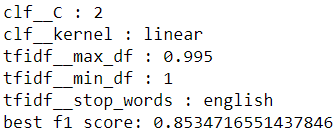 clf__C : 2
clf__kernel : linear
tfidf__max_df : 0.995
tfidf__min_df : 1
tfidf__stop_words : english
best f1 score: 0.8534716551437846